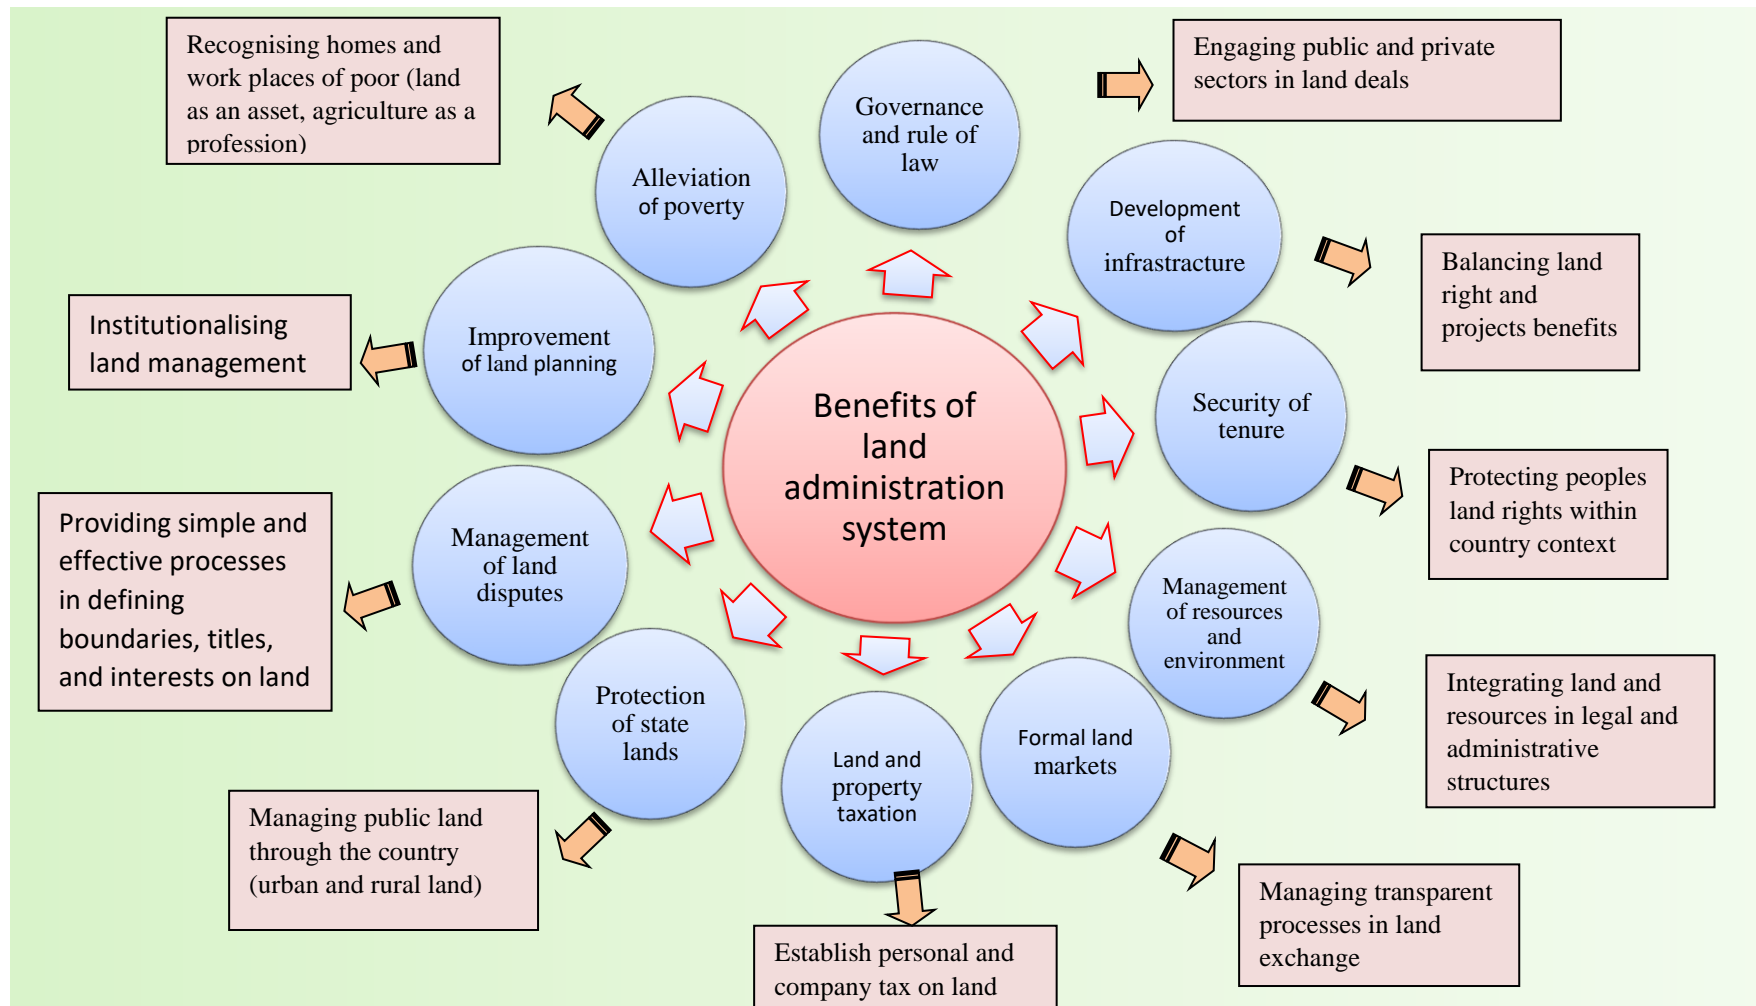 Recognising homes and
work places of poor (land
as an asset, agriculture as a
profession)
Governance
and rule of
law
Engaging public and private
sectors in land deals
Alleviation
of poverty
Development
of
infrastracture
Balancing land
right and
projects benefits
Institutionalising
land management
Improvement
of land planning
Benefits of
land
administration
system
Security of
tenure
Protecting peoples
land rights within
country context
Providing simple and
effective processes
in defining
boundaries, titles,
and interests on land
Management
of land
disputes
Management
of resources
and
environment
Integrating land and
resources in legal and
administrative
structures
Protection
of state
lands
Land and
property
taxation
Formal land
markets
Managing public land
through the country
(urban and rural land)
Establish personal and
company tax on land
Managing transparent
processes in land
exchange